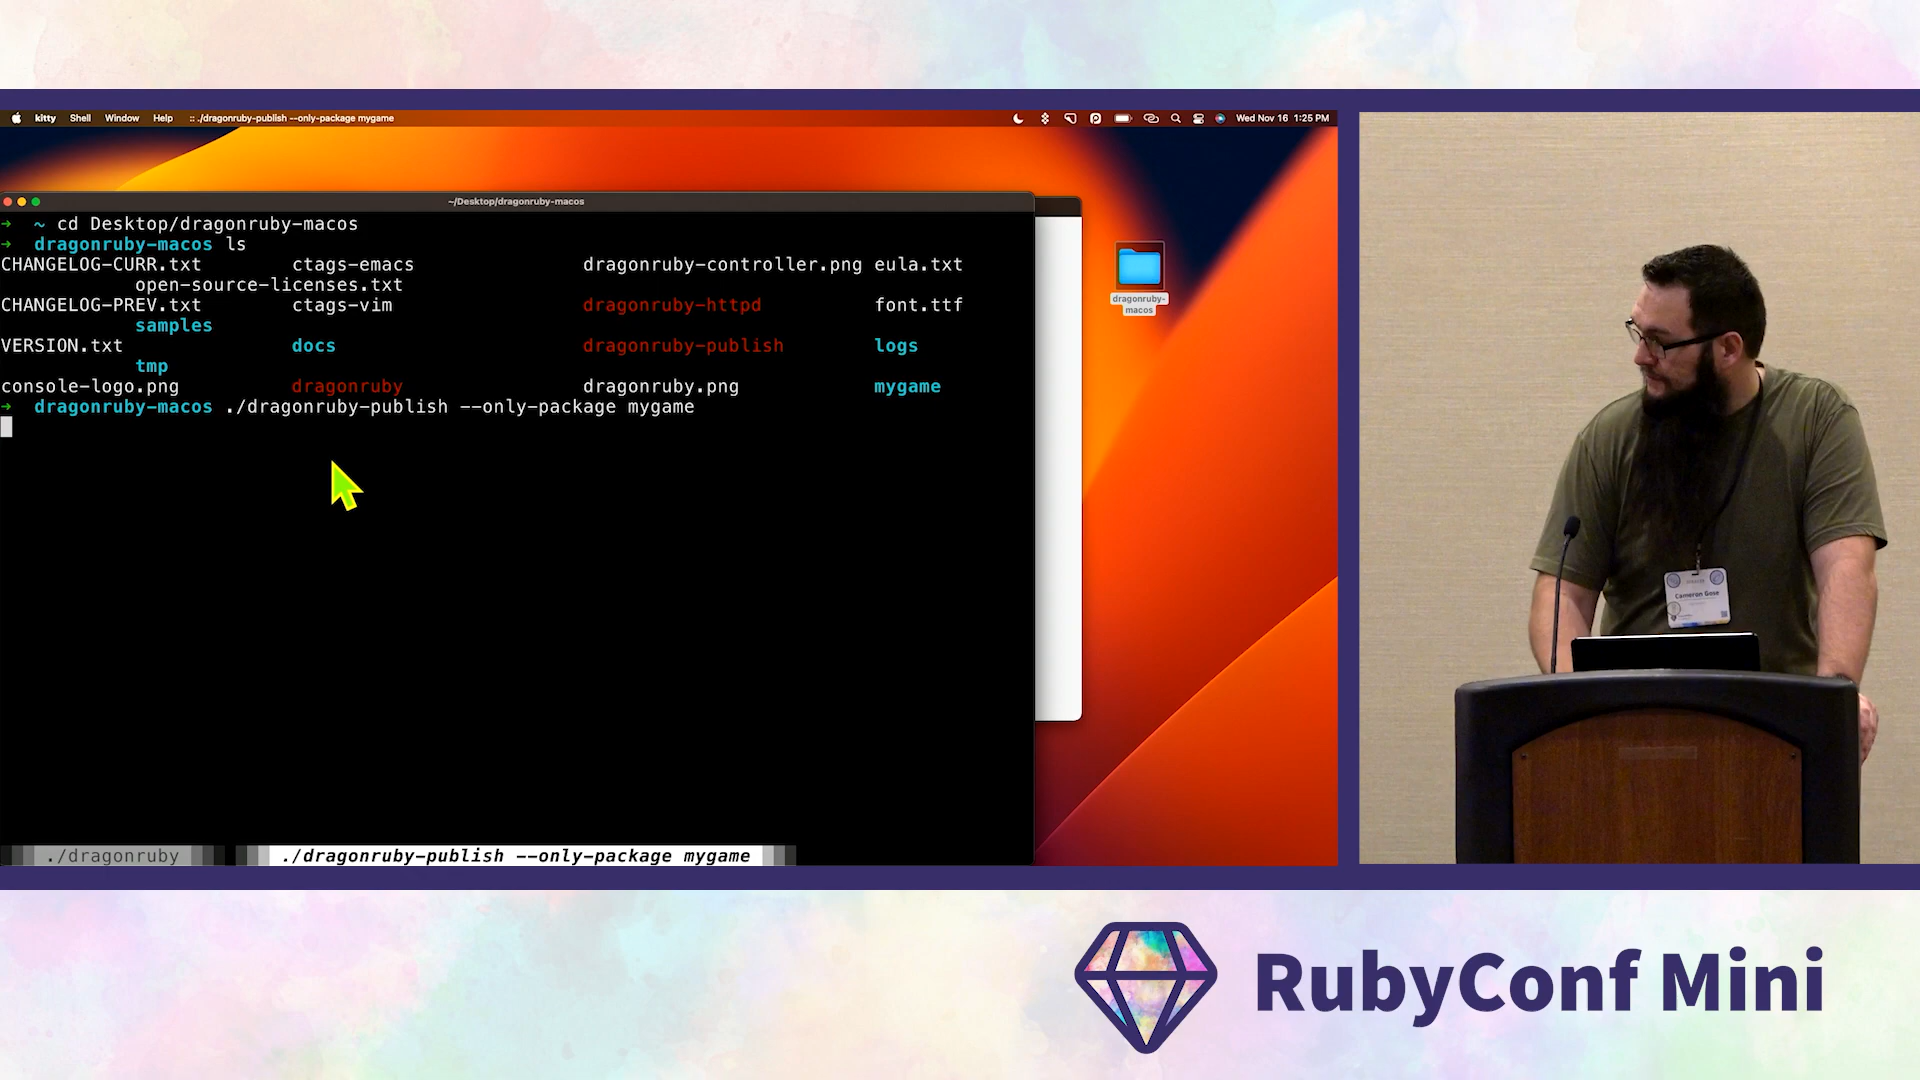 kitty Shell Window Help :: ./dragonruby-publish --only-package mygame Wed Nov 16 1:25 PM
~/Desktop/dragonruby-macos
→ ~ cd Desktop/dragonruby-macos
→ dragonruby-macos ls
CHANGELOG-CURR.txt ctags-emacs dragonruby-controller.png eula.txt
open-source-licenses.txt
CHANGELOG-PREV.txt ctags-vim dragonruby-httpd font.ttf
samples
VERSION.txt docs dragonruby-publish logs
tmp
console-logo.png dragonruby dragonruby.png mygame
→ dragonruby-macos ./dragonruby-publish --only-package mygame
./dragonruby ./dragonruby-publish --only-package mygame
dragonruby-
macos
Cameron Gose
RubyConf Mini